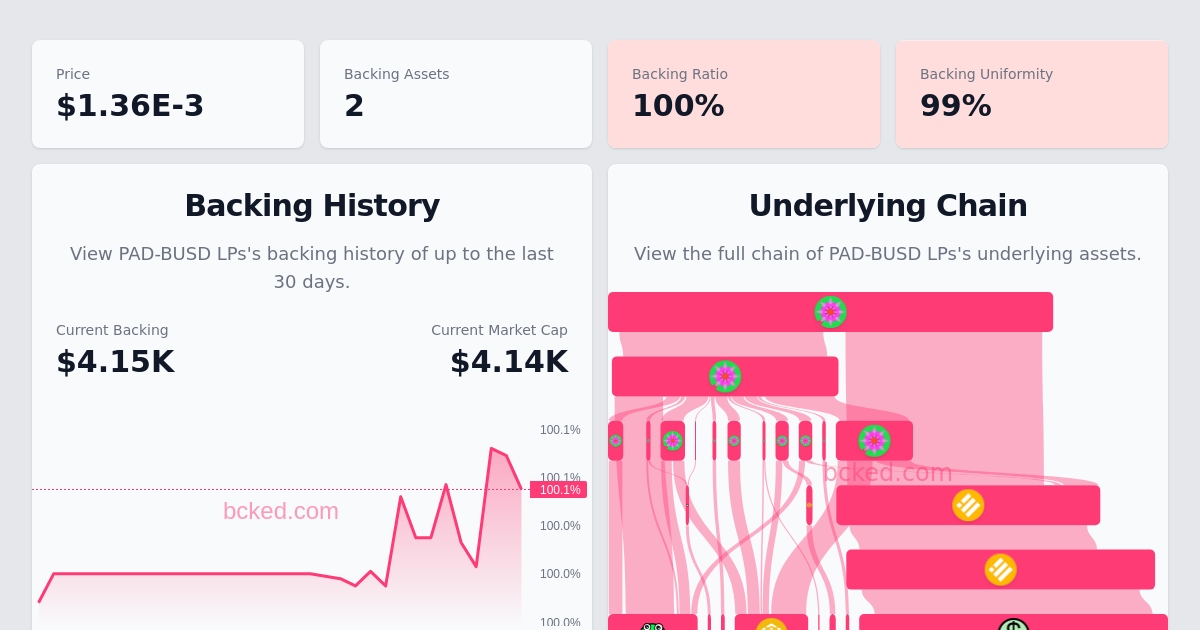 Price
$1.36E-3
Backing Assets
2
Backing Ratio
100%
Backing Uniformity
99%
Backing History
View PAD-BUSD LPs's backing history of up to the last
30 days.
Current Backing
$4.15K
Current Market Cap
$4.14K
100.1%
100.1%
100.1%
100.0%
100.0%
100.0%
bcked.com
Underlying Chain
View the full chain of PAD-BUSD LPs's underlying assets.
bcked.com